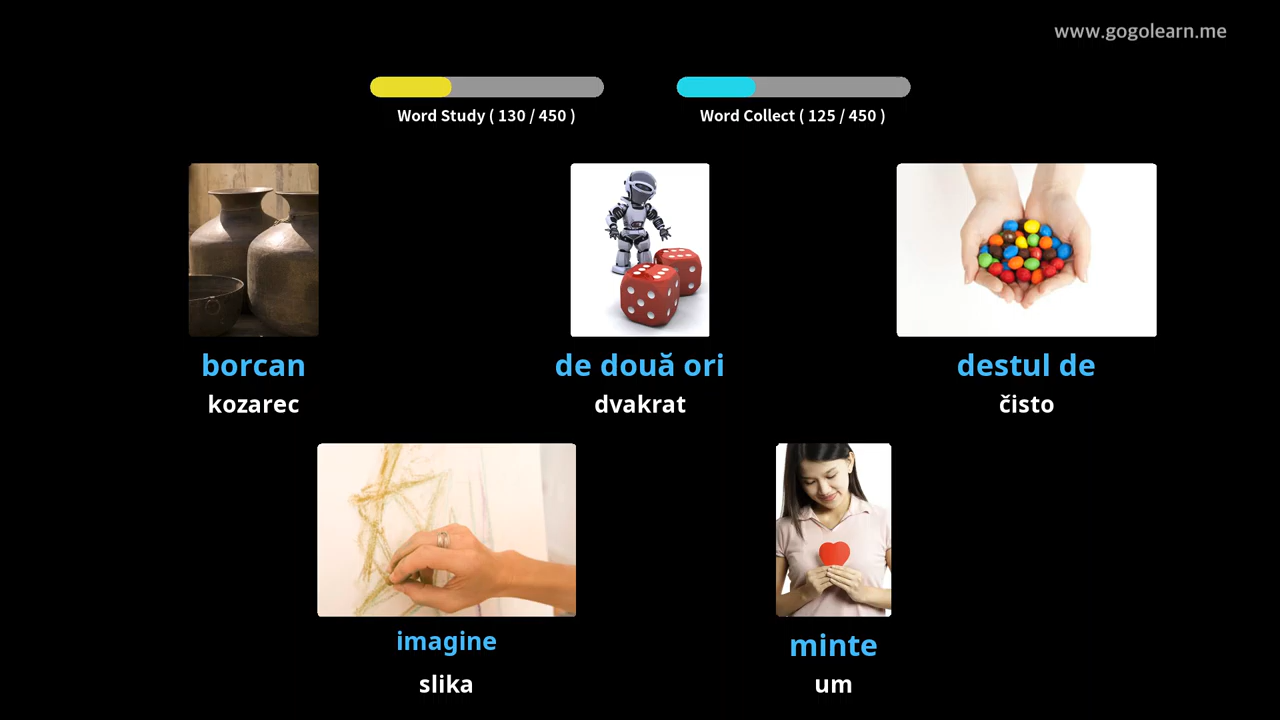 www.gogolearn.me
Word Study ( 130 / 450 )
Word Collect ( 125 / 450 )
borcan
kozarec
de două ori
dvakrat
destul de
čisto
imagine
slika
minte
um